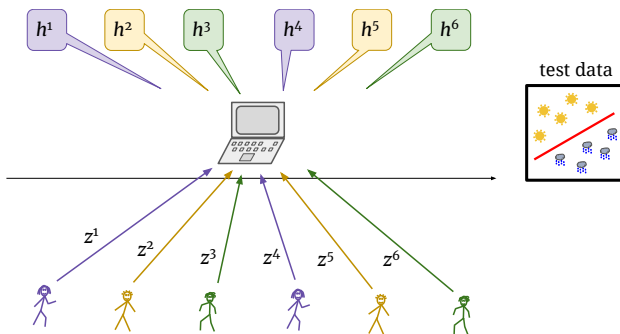 h¹ h² h³ h⁴ h⁵ h⁶
test data
z¹ z² z³ z⁴ z⁵ z⁶